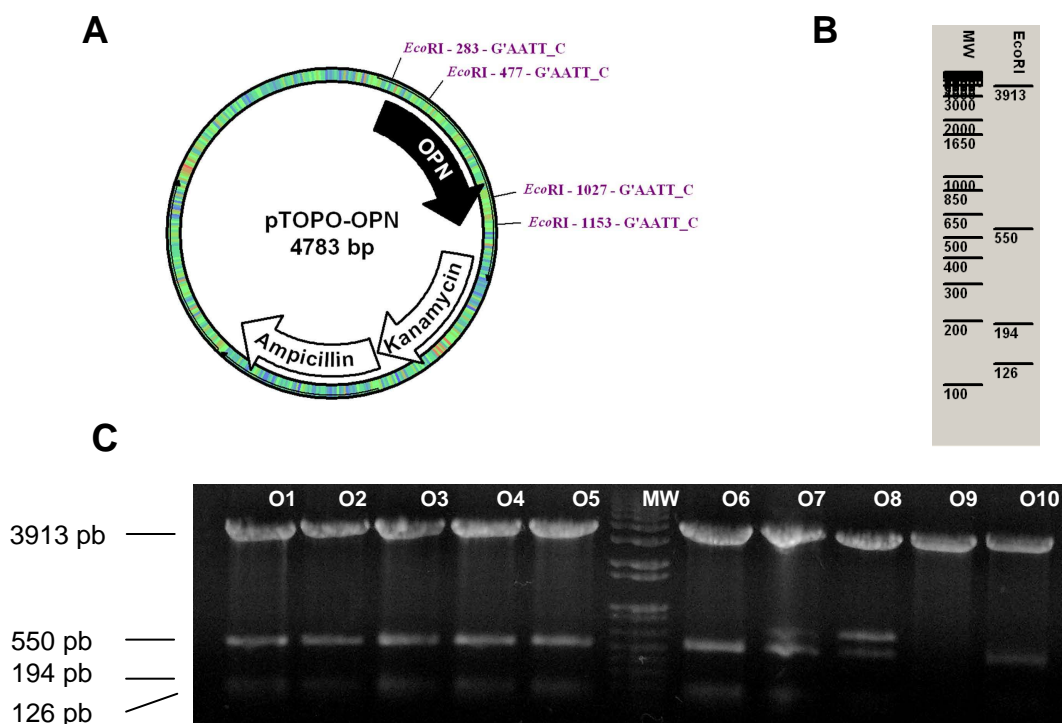 A
EcoRI - 283 - G'AATT_C
EcoRI - 477 - G'AATT_C
OPN
EcoRI - 1027 - G'AATT_C
EcoRI - 1153 - G'AATT_C
pTOPO-OPN
4783 bp
Kanamycin
Ampicillin
B
MW EcoRI
3913
3000
2000
1650
1000
850
650
550
500
400
300
200
194
126
100
C
O1 O2 O3 O4 O5 MW O6 O7 O8 O9 O10
3913 pb
550 pb
194 pb
126 pb